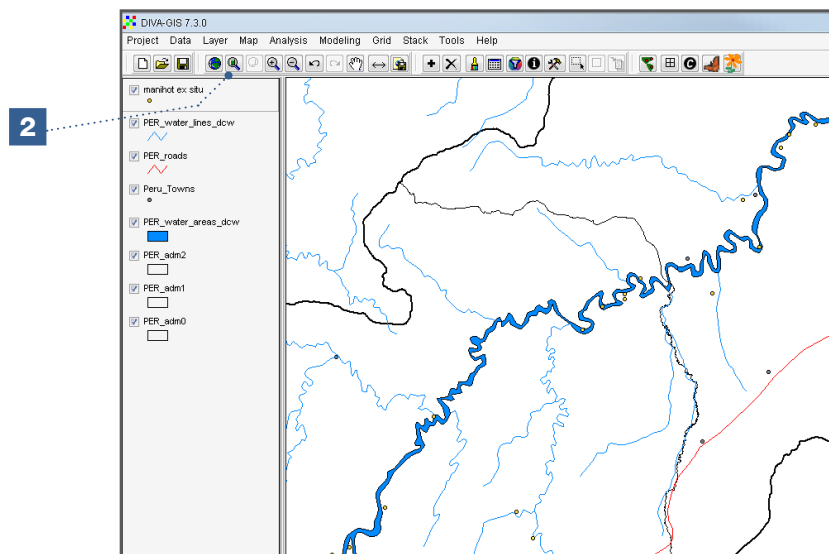 DIVA-GIS 7.3.0
Project Data Layer Map Analysis Modeling Grid Stack Tools Help
2
manihot ex situ
PER_water_lines_dcw
PER_roads
Peru_Towns
PER_water_areas_dcw
PER_adm2
PER_adm1
PER_adm0